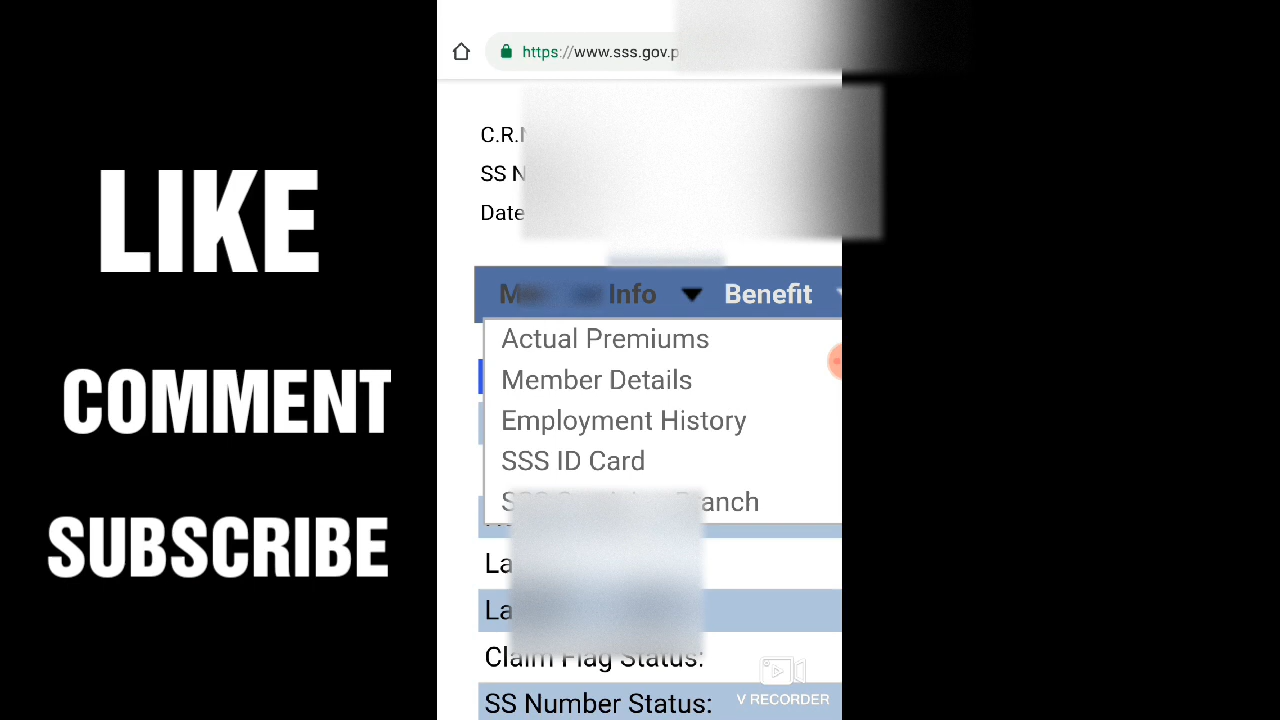 LIKE
COMMENT
SUBSCRIBE
https://www.sss.gov.p
C.R.
SS N
Date
Info
Benefit
Actual Premiums
Member Details
Employment History
SSS ID Card
anch
La
La
Claim Flag Status:
SS Number Status:
V RECORDER